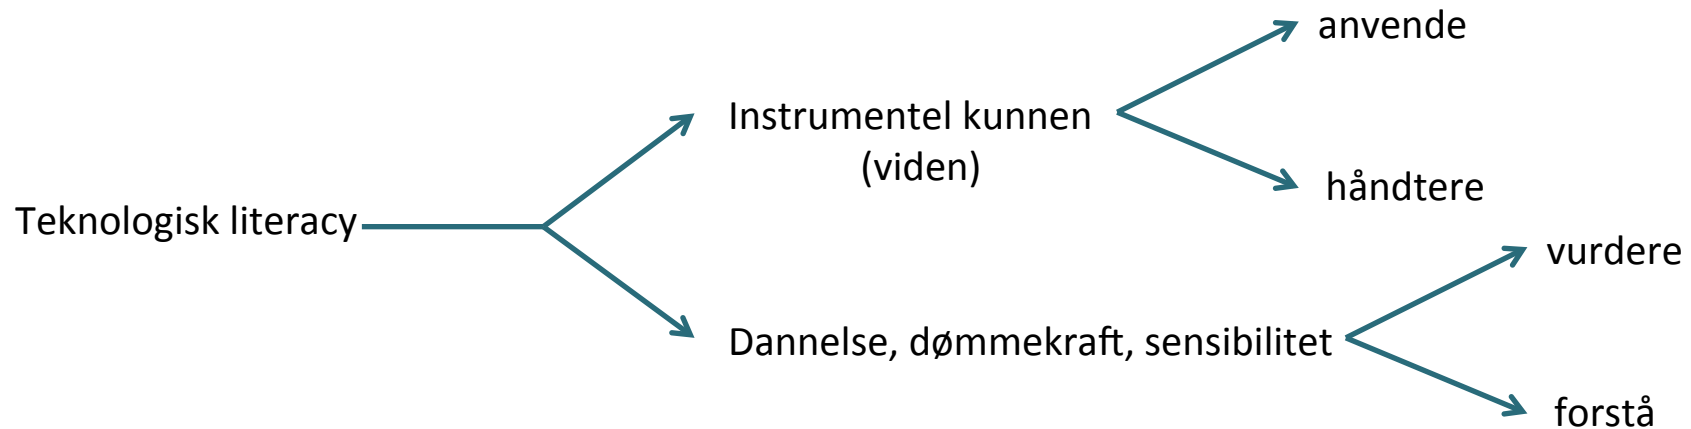 Teknologisk literacy
Instrumentel kunnen
(viden)
anvende
håndtere
Dannelse, dømmekraft, sensibilitet
vurdere
forstå